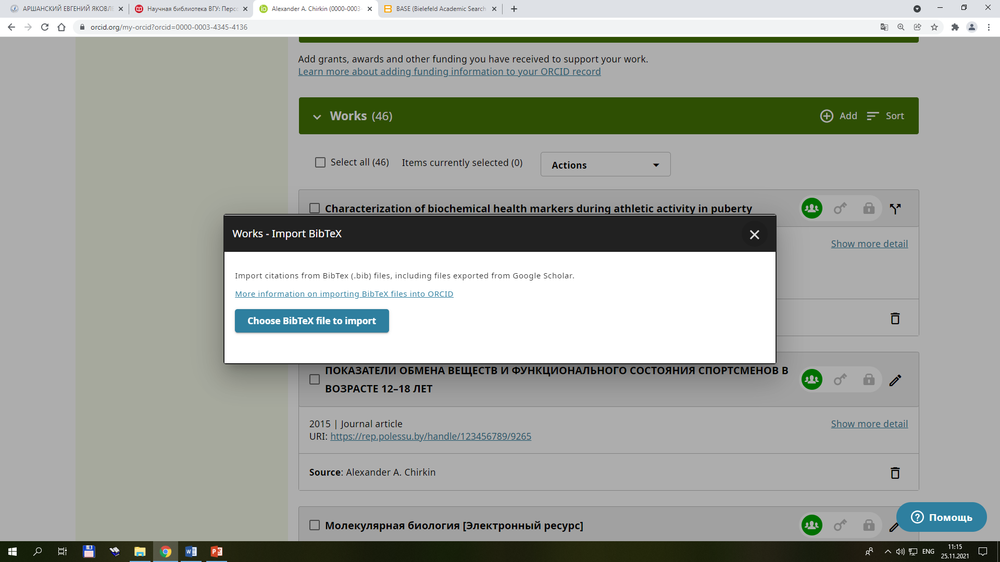 АРШАНСКИЙ ЕВГЕНИЙ ЯКОВЛЕ
Научная библиотека ВГУ: Персо
Alexander A. Chirkin (0000-0003-
BASE (Bielefeld Academic Search
orcid.org/my-orcid?orcid=0000-0003-4345-4136
Add grants, awards and other funding you have received to support your work.
Learn more about adding funding information to your ORCID record
Works (46)
Add
Sort
Select all (46)
Items currently selected (0)
Actions
Characterization of biochemical health markers during athletic activity in puberty
Works - Import BibTeX
Show more detail
Import citations from BibTex (.bib) files, including files exported from Google Scholar.
More information on importing BibTeX files into ORCID
Choose BibTeX file to import
ПОКАЗАТЕЛИ ОБМЕНА ВЕЩЕСТВ И ФУНКЦИОНАЛЬНОГО СОСТОЯНИЯ СПОРТСМЕНОВ В
ВОЗРАСТЕ 12–18 ЛЕТ
2015 | Journal article
Show more detail
URI: https://rep.polessu.by/handle/123456789/9265
Source: Alexander A. Chirkin
Помощь
Молекулярная биология [Электронный ресурс]
ENG
11:15
25.11.2021